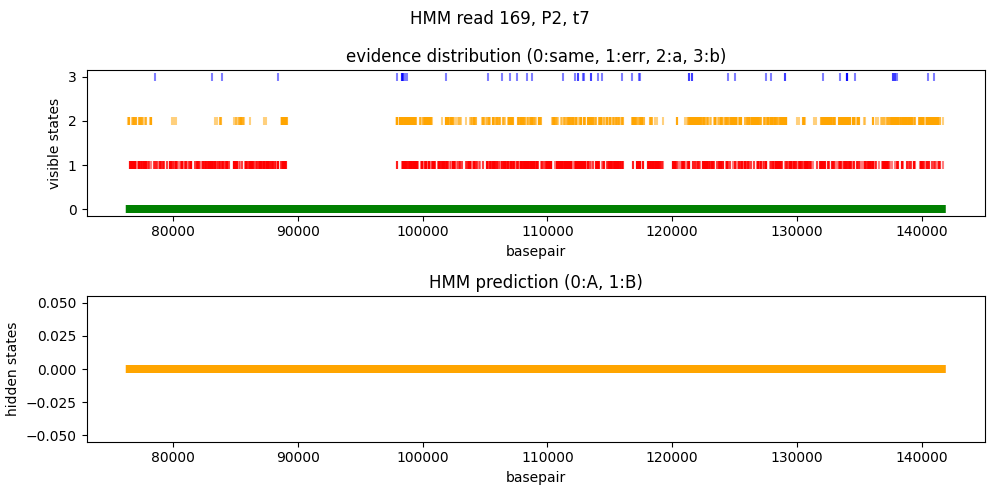 HMM read 169, P2, t7
evidence distribution (0:same, 1:err, 2:a, 3:b)
visible states
3
2
1
0
80000 90000 100000 110000 120000 130000 140000
basepair
HMM prediction (0:A, 1:B)
hidden states
0.050
0.025
0.000
−0.025
−0.050
80000 90000 100000 110000 120000 130000 140000
basepair